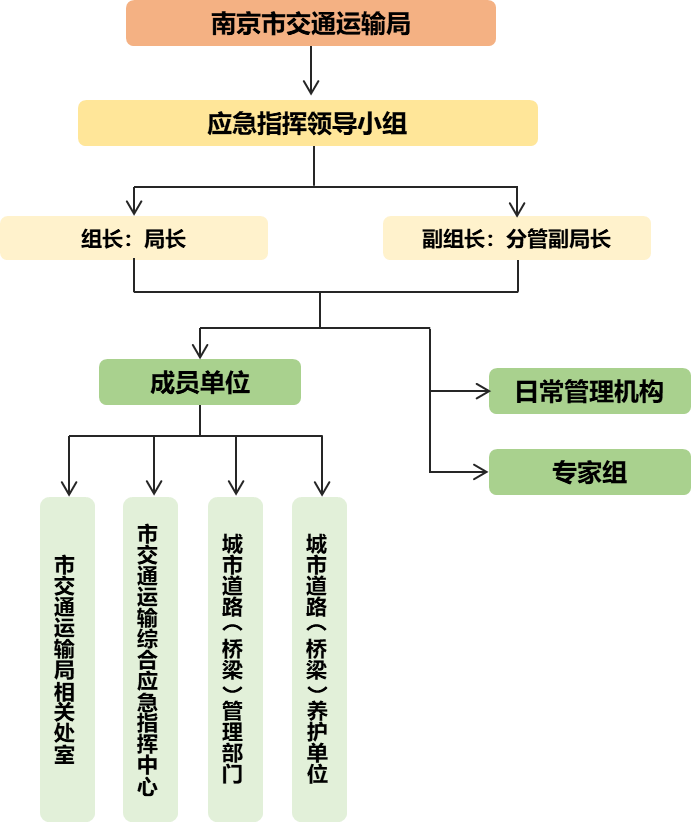 南京市交通运输局
应急指挥领导小组
组长：局长
副组长：分管副局长
成员单位
日常管理机构
专家组
市交通运输局相关处室
市交通运输综合应急指挥中心
城市道路（桥梁）管理部门
城市道路（桥梁）养护单位